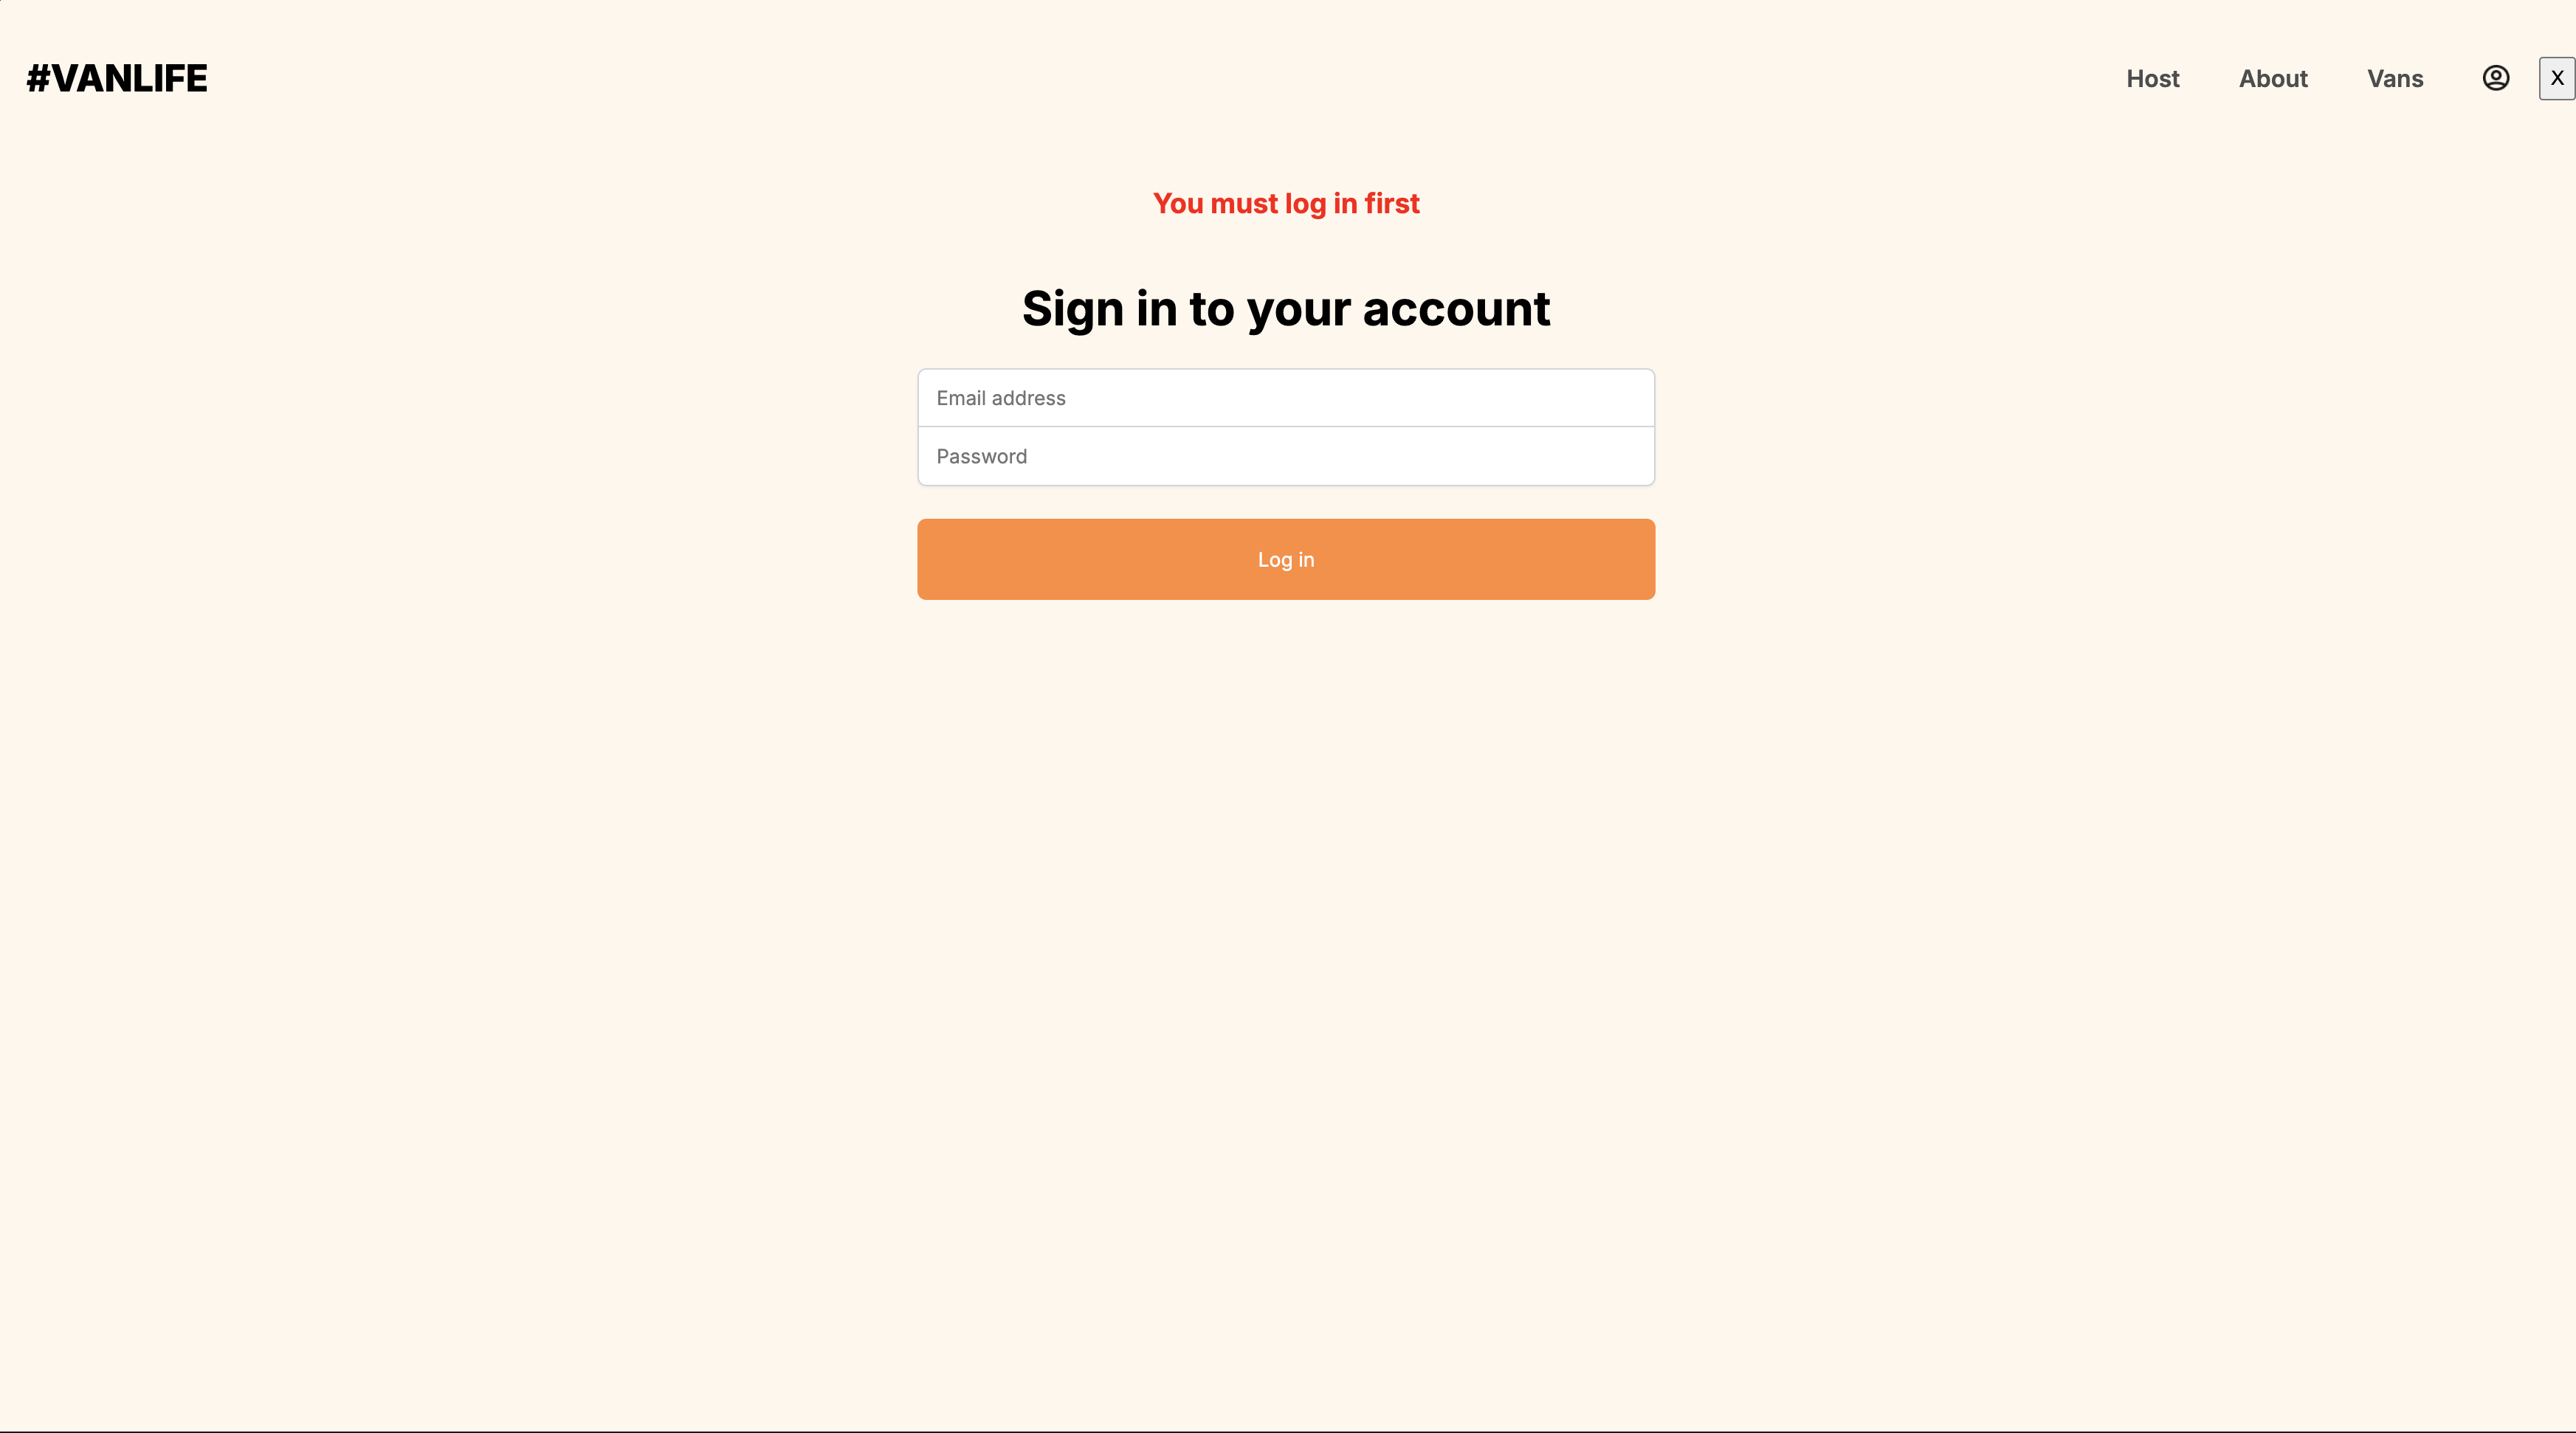 #VANLIFE
Host About Vans X
You must log in first
Sign in to your account
Email address
Password
Log in